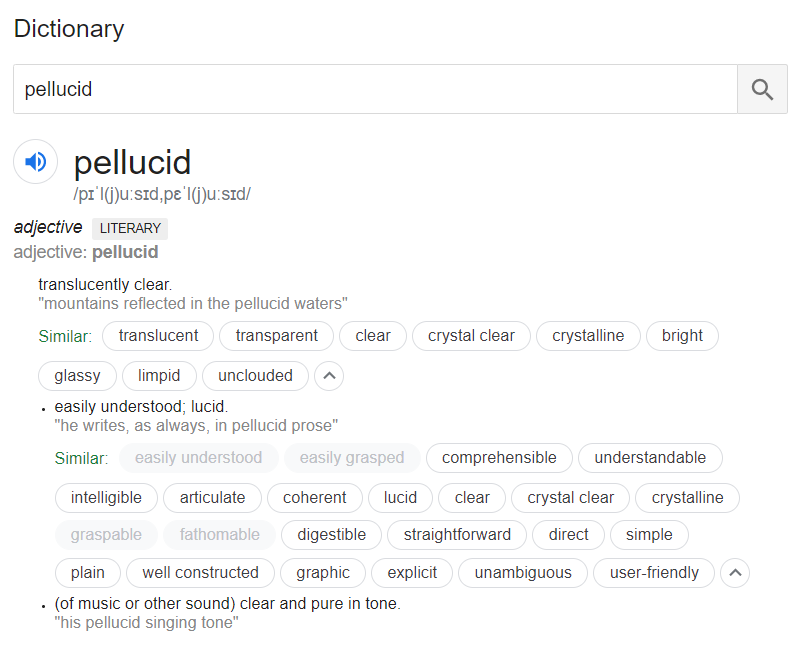 Dictionary
pellucid
pellucid
/pɪˈl(j)uːsɪd,pɛˈl(j)uːsɪd/
adjective LITERARY
adjective: pellucid
translucently clear.
"mountains reflected in the pellucid waters"
Similar: translucent transparent clear crystal clear crystalline bright
glassy limpid unclouded
• easily understood; lucid.
"he writes, as always, in pellucid prose"
Similar: easily understood easily grasped comprehensible understandable
intelligible articulate coherent lucid clear crystal clear crystalline
graspable fathomable digestible straightforward direct simple
plain well constructed graphic explicit unambiguous user-friendly
• (of music or other sound) clear and pure in tone.
"his pellucid singing tone"